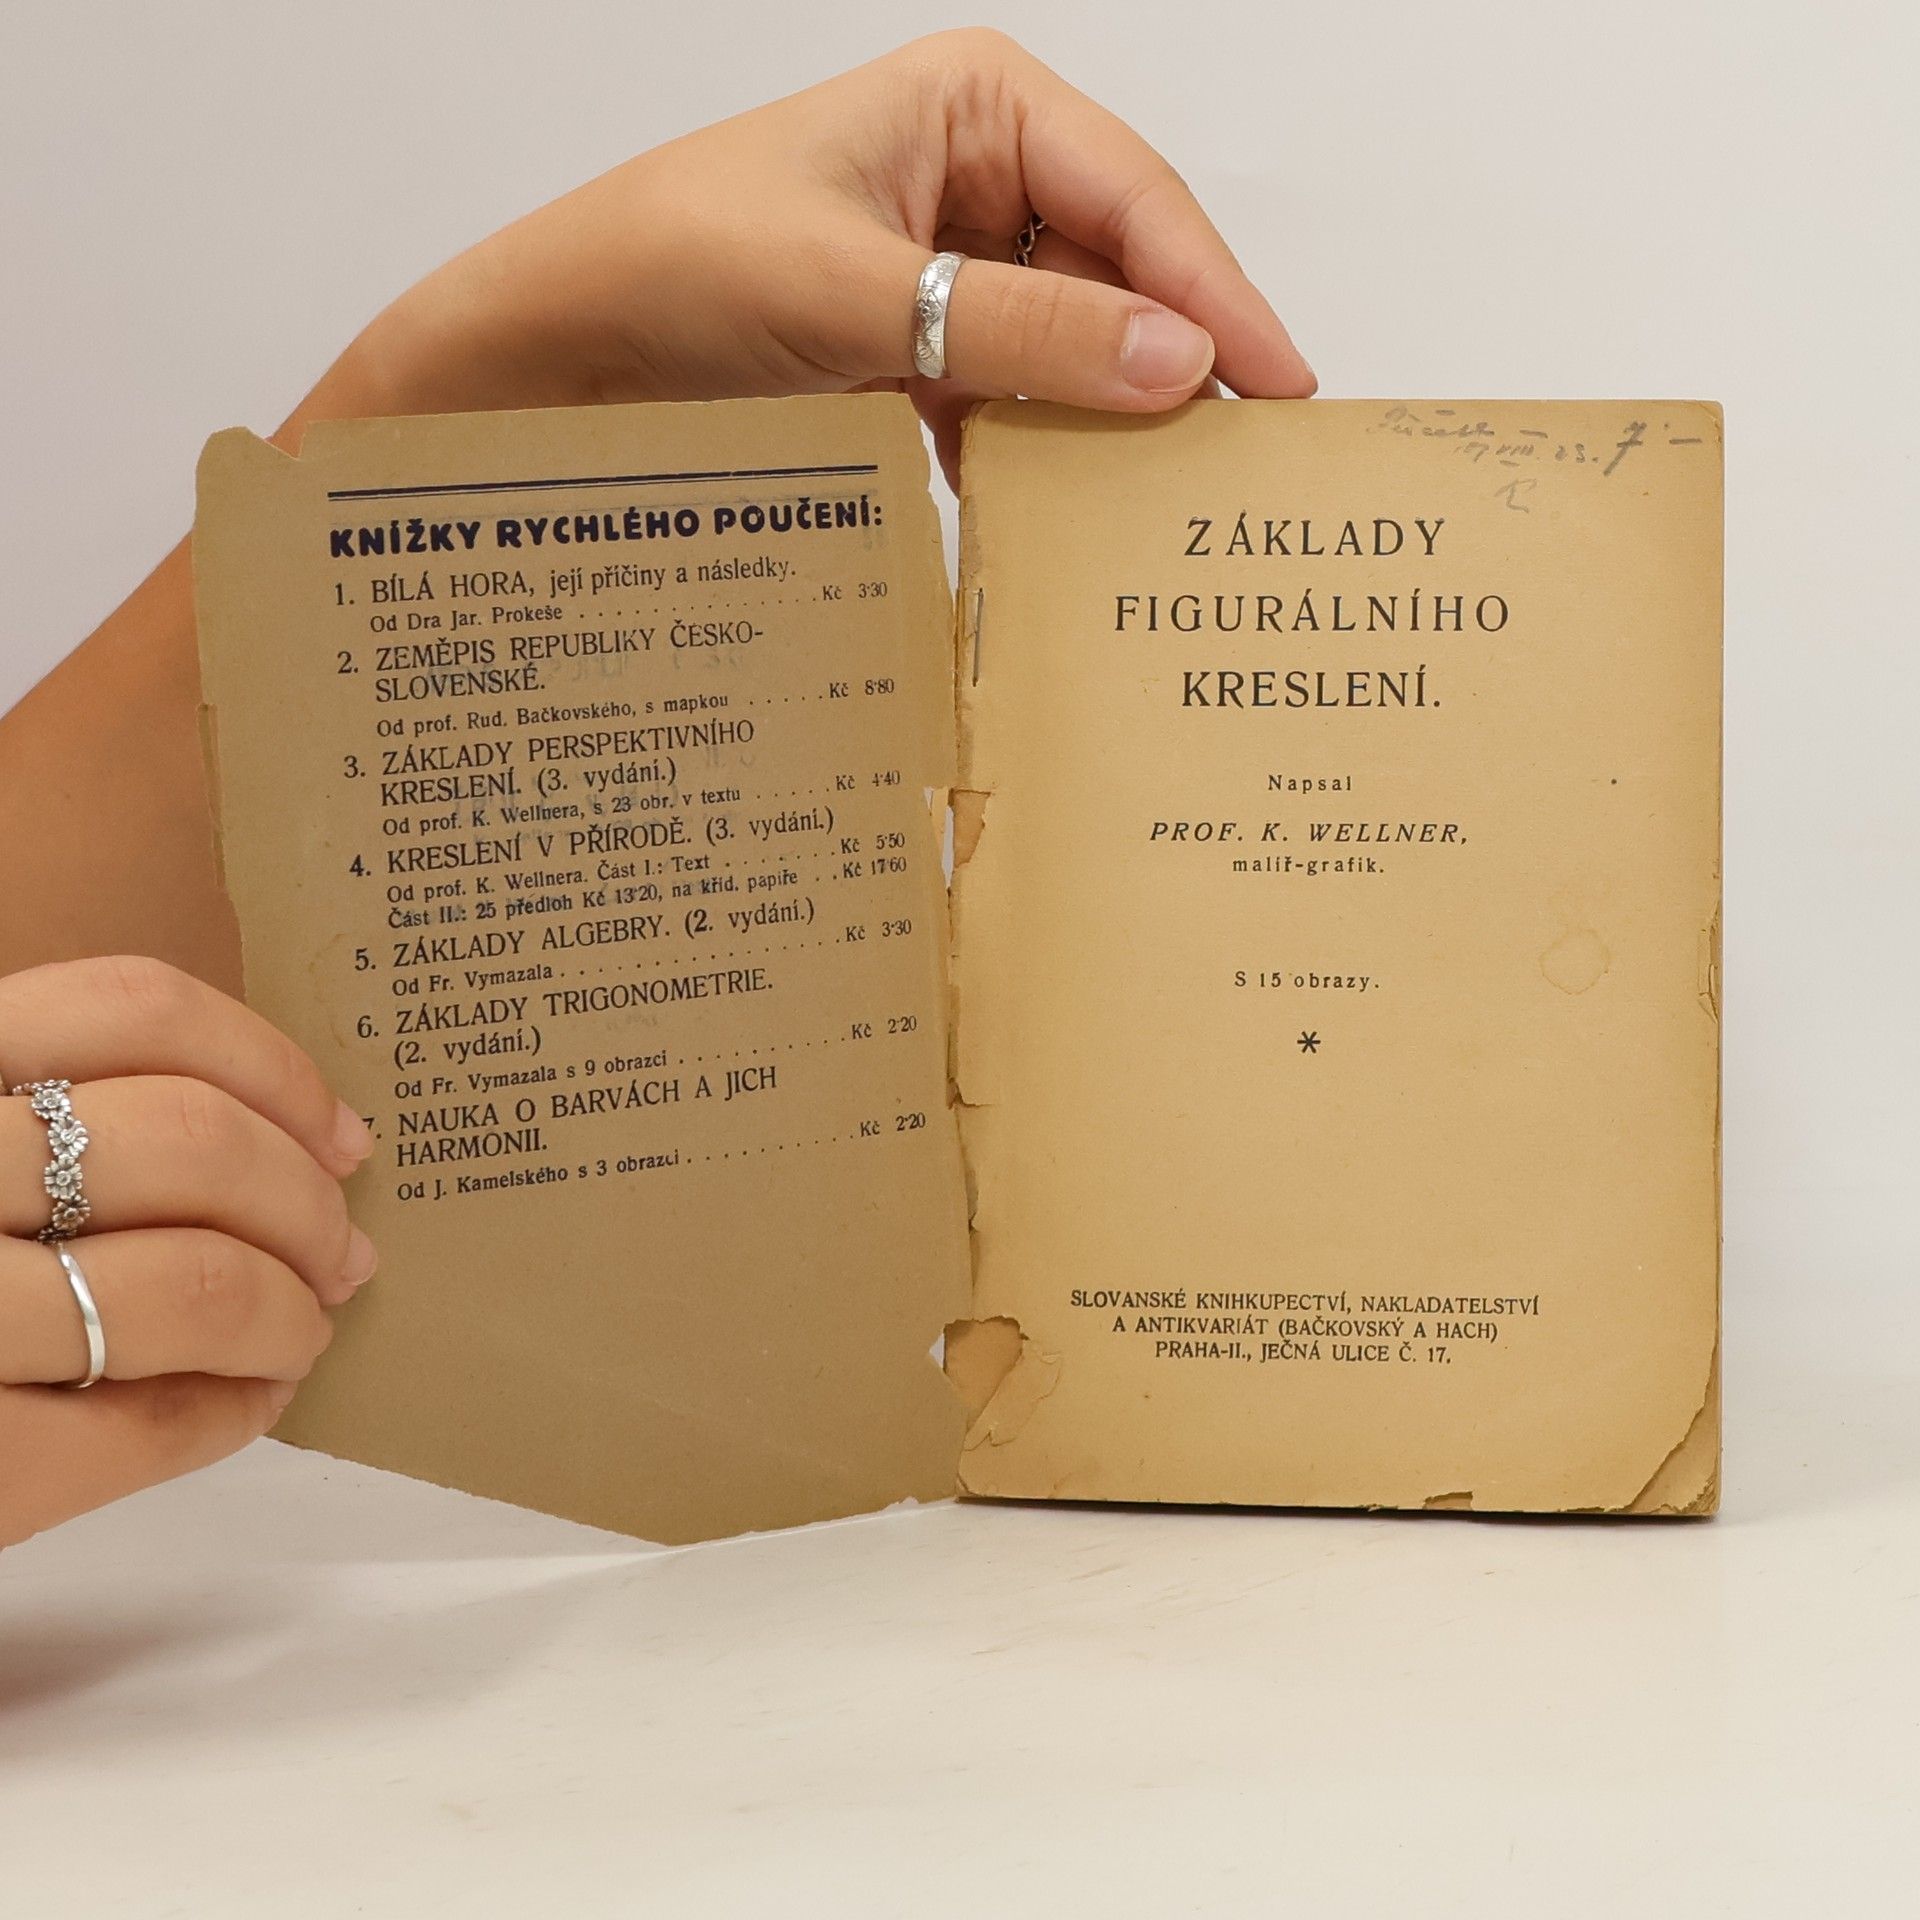 KNÍŽKY RYCHLÉHO POUČENÍ:
1. BÍLÁ HORA, její příčiny a následky.
Od Dra Jar. Prokeše . . . . . . . . . . . . . . Kč 3·30
2. ZEMĚPIS REPUBLIKY ČESKO-
SLOVENSKÉ.
Od prof. Rud. Bačkovského, s mapkou . . . . . Kč 8·80
3. ZÁKLADY PERSPEKTIVNÍHO
KRESLENÍ. (3. vydání.)
Od prof. K. Wellnera, s 23 obr. v textu . . . . . Kč 4·40
4. KRESLENÍ V PŘÍRODĚ. (3. vydání.)
Od prof. K. Wellnera. Část I.: Text . . . . . . . Kč 5·50
Část II.: 25 předloh Kč 13·20, na kříd. papíře . . Kč 17·60
5. ZÁKLADY ALGEBRY. (2. vydání.)
Od Fr. Vymazala . . . . . . . . . . . . . . . Kč 3·30
6. ZÁKLADY TRIGONOMETRIE.
(2. vydání.)
Od Fr. Vymazala s 9 obrazci . . . . . . . . . . Kč 2·20
7. NAUKA O BARVÁCH A JICH
HARMONII.
Od J. Kamelského s 3 obrazci . . . . . . . . . . Kč 2·20
7·—
ZÁKLADY
FIGURÁLNÍHO
KRESLENÍ.
Napsal
PROF. K. WELLNER,
malíř-grafik.
S 15 obrazy.
*
SLOVANSKÉ KNIHKUPECTVÍ, NAKLADATELSTVÍ
A ANTIKVARIÁT (BAČKOVSKÝ A HACH)
PRAHA-II., JEČNÁ ULICE Č. 17.